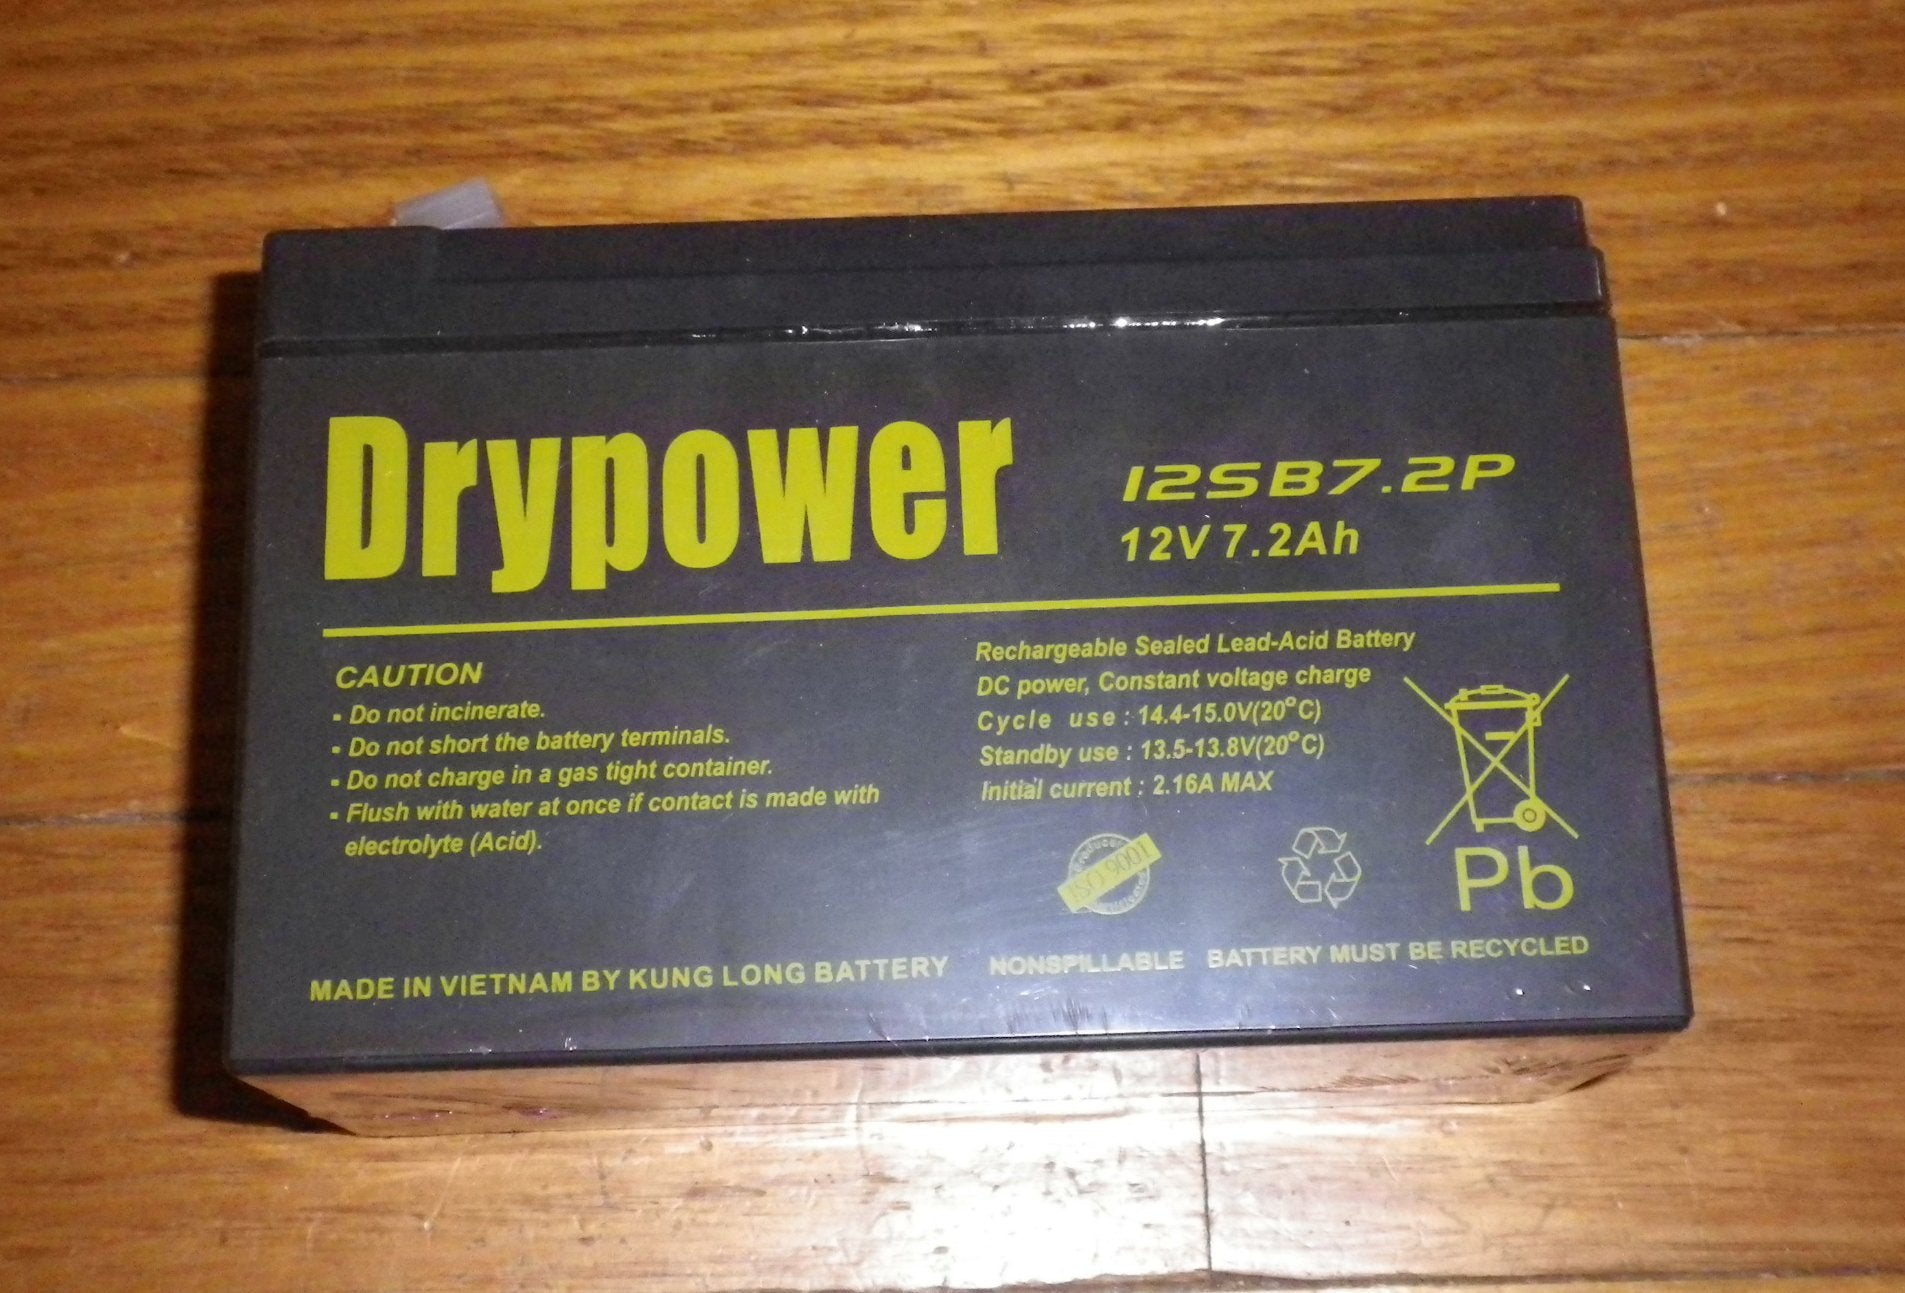 Drypower
12SB7.2P
12V 7.2Ah
CAUTION
▪ Do not incinerate.
▪ Do not short the battery terminals.
▪ Do not charge in a gas tight container.
▪ Flush with water at once if contact is made with
electrolyte (Acid).
Rechargeable Sealed Lead-Acid Battery
DC power, Constant voltage charge
Cycle use : 14.4-15.0V(20°C)
Standby use : 13.5-13.8V(20°C)
Initial current : 2.16A MAX
ISO 9001
Pb
MADE IN VIETNAM BY KUNG LONG BATTERY
NONSPILLABLE
BATTERY MUST BE RECYCLED